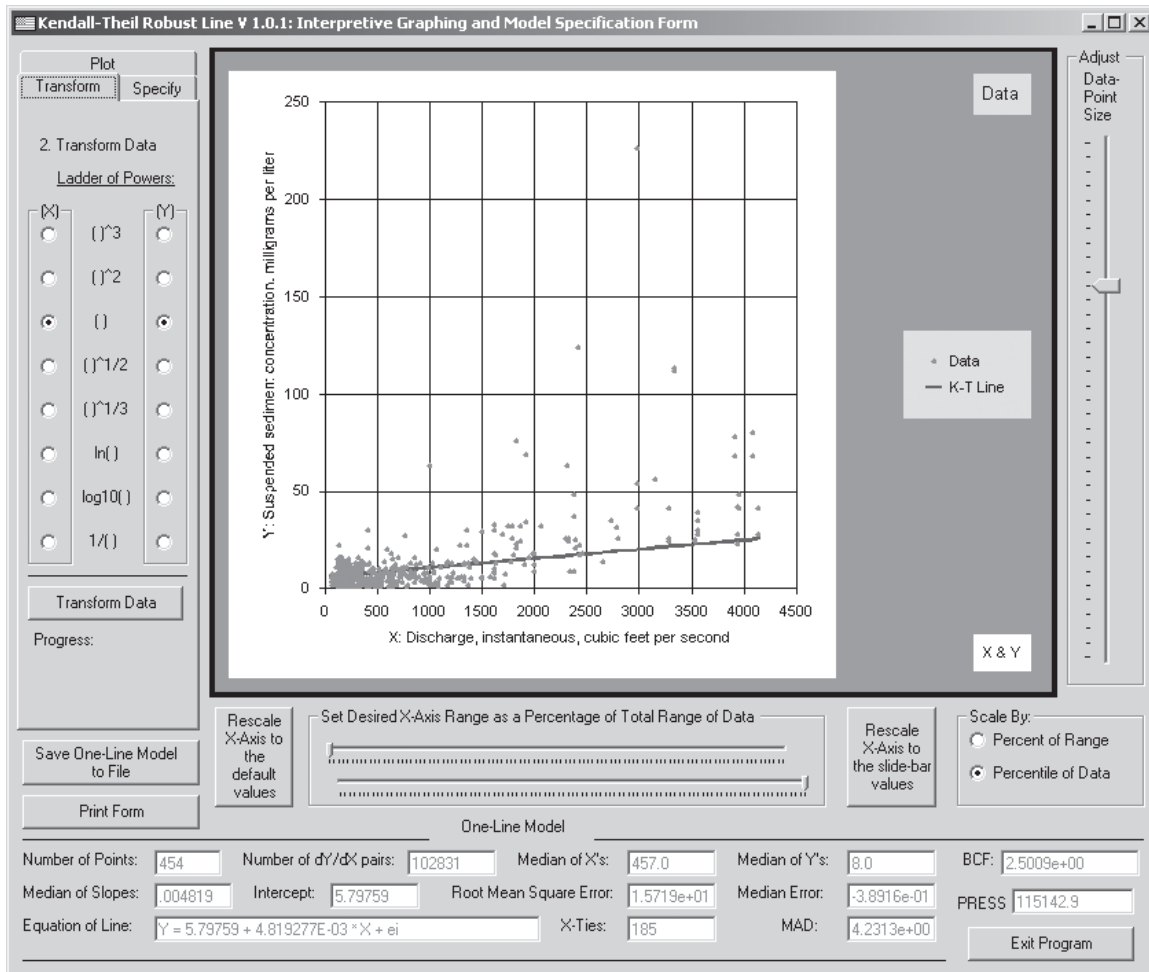 Kendall-Theil Robust Line V 1.0.1: Interpretive Graphing and Model Specification Form
Plot
Transform
Specify
2. Transform Data
Ladder of Powers:
(X)
(Y)
( )^3
( )^2
( )
( )^1/2
( )^1/3
ln( )
log10( )
1/( )
Transform Data
Progress:
Save One-Line Model
to File
Print Form
Data
250
200
150
100
50
0
Y: Suspended sediment concentration, milligrams per liter
0 500 1000 1500 2000 2500 3000 3500 4000 4500
X: Discharge, instantaneous, cubic feet per second
Data
K-T Line
X & Y
Adjust
Data-
Point
Size
Rescale
X-Axis to
the
default
values
Set Desired X-Axis Range as a Percentage of Total Range of Data
Rescale
X-Axis to
the slide-bar
values
Scale By:
Percent of Range
Percentile of Data
One-Line Model
Number of Points: 454 Number of dY/dX pairs: 102831 Median of X's: 457.0 Median of Y's: 8.0 BCF: 2.5009e+00
Median of Slopes: .004819 Intercept: 5.79759 Root Mean Square Error: 1.5719e+01 Median Error: -3.8916e-01 PRESS 115142.9
Equation of Line: Y = 5.79759 + 4.819277E-03 * X + ei X-Ties: 185 MAD: 4.2313e+00
Exit Program